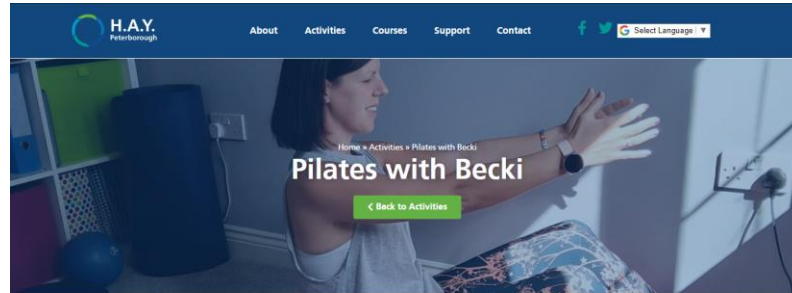 H.A.Y.
Peterborough
About Activities Courses Support Contact
f
G Select Language ▼
Home » Activities » Pilates with Becki
Pilates with Becki
< Back to Activities